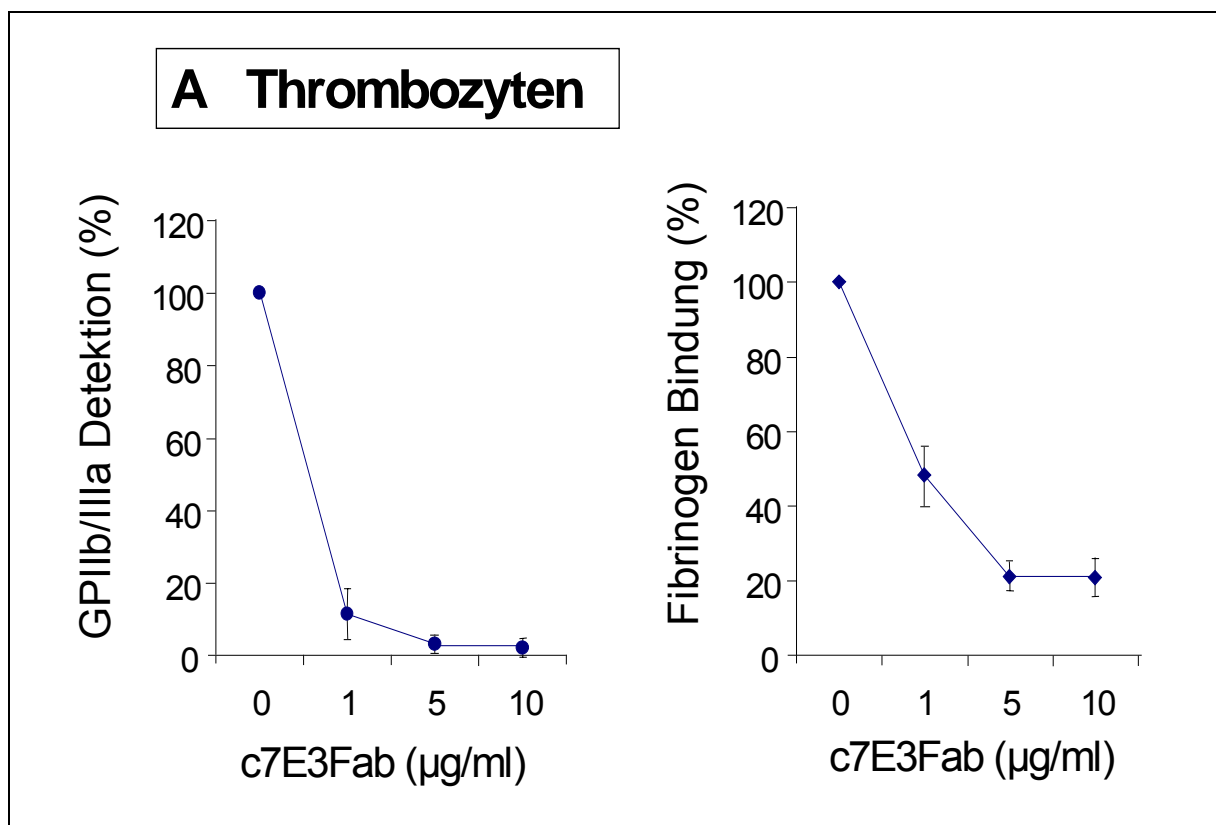 A Thrombozyten
GPIIb/IIIa Detektion (%)
120
100
80
60
40
20
0
0 1 5 10
c7E3Fab (µg/ml)
Fibrinogen Bindung (%)
120
100
80
60
40
20
0
0 1 5 10
c7E3Fab (µg/ml)